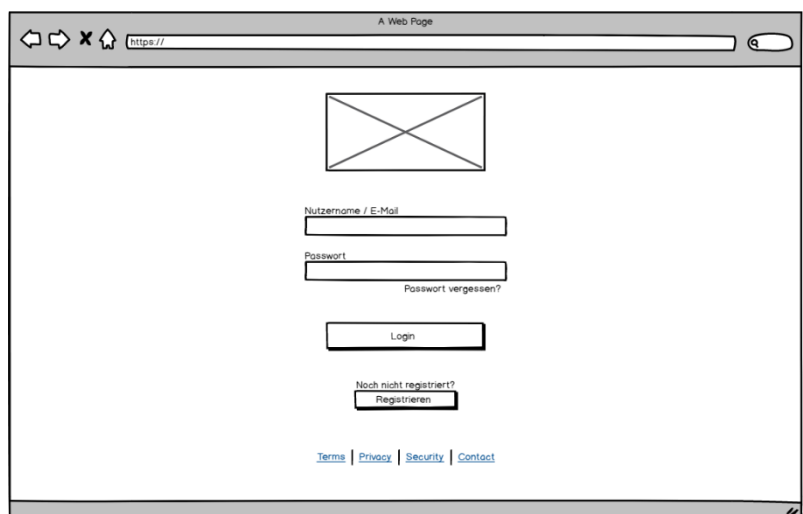 A Web Page
https://
Nutzername / E-Mail
Passwort
Passwort vergessen?
Login
Noch nicht registriert?
Registrieren
Terms | Privacy | Security | Contact